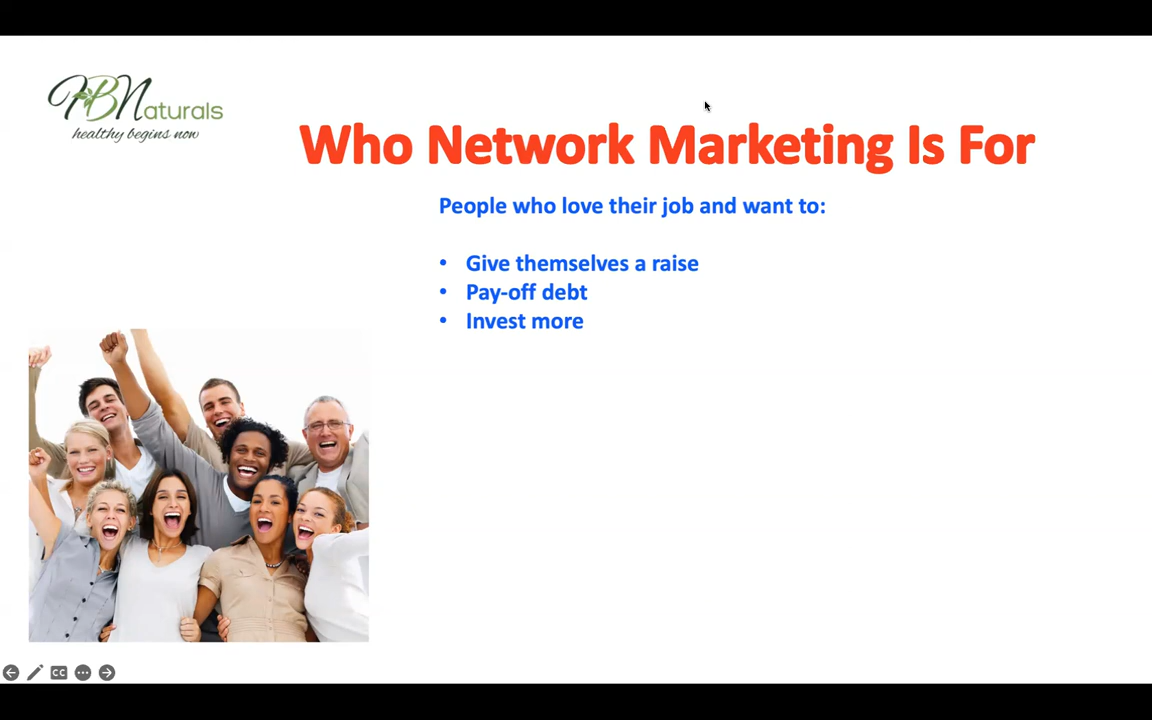 HBNaturals
healthy begins now
Who Network Marketing Is For
People who love their job and want to:
• Give themselves a raise
• Pay-off debt
• Invest more
CC